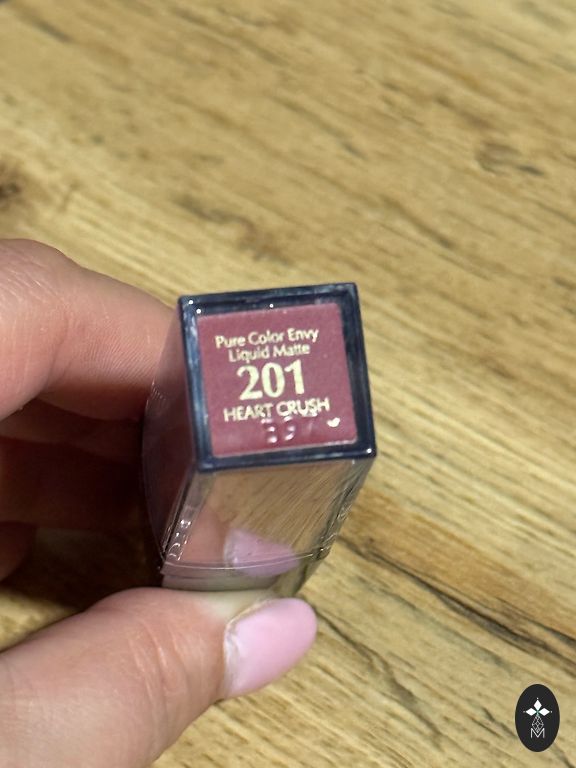 Pure Color Envy
Liquid Matte
201
HEART CRUSH
M